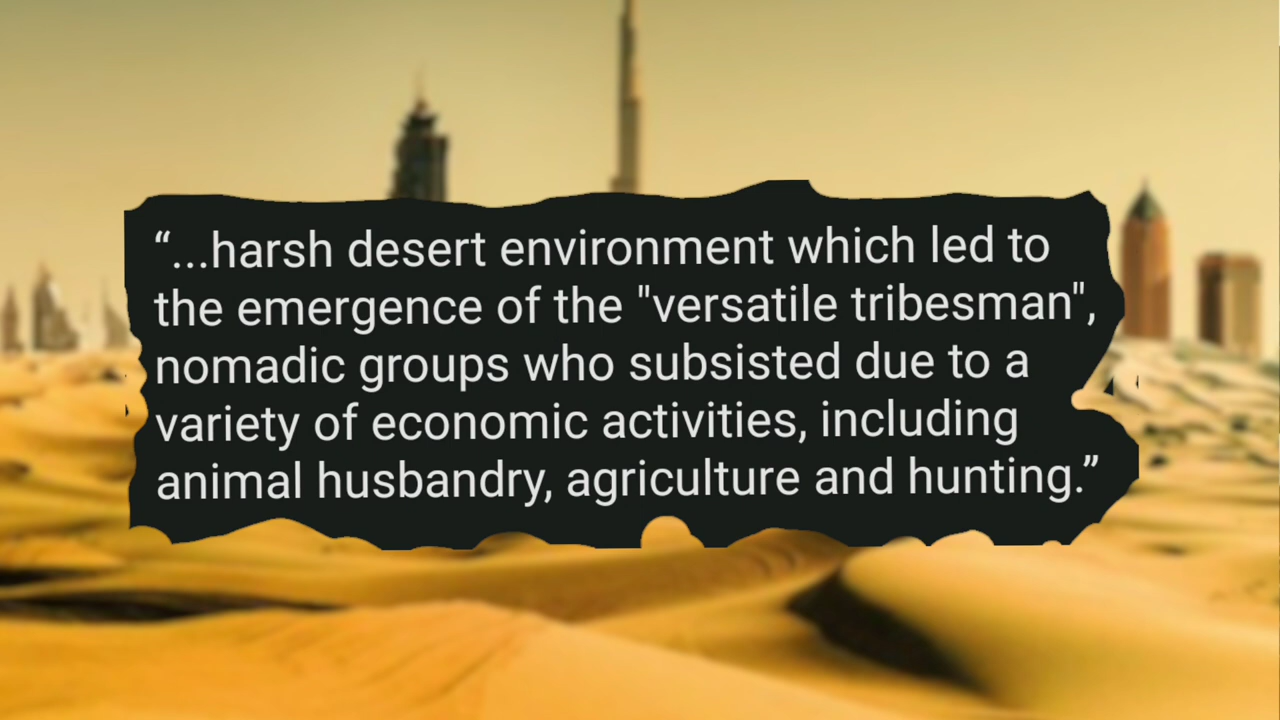 “...harsh desert environment which led to
the emergence of the "versatile tribesman",
nomadic groups who subsisted due to a
variety of economic activities, including
animal husbandry, agriculture and hunting.”